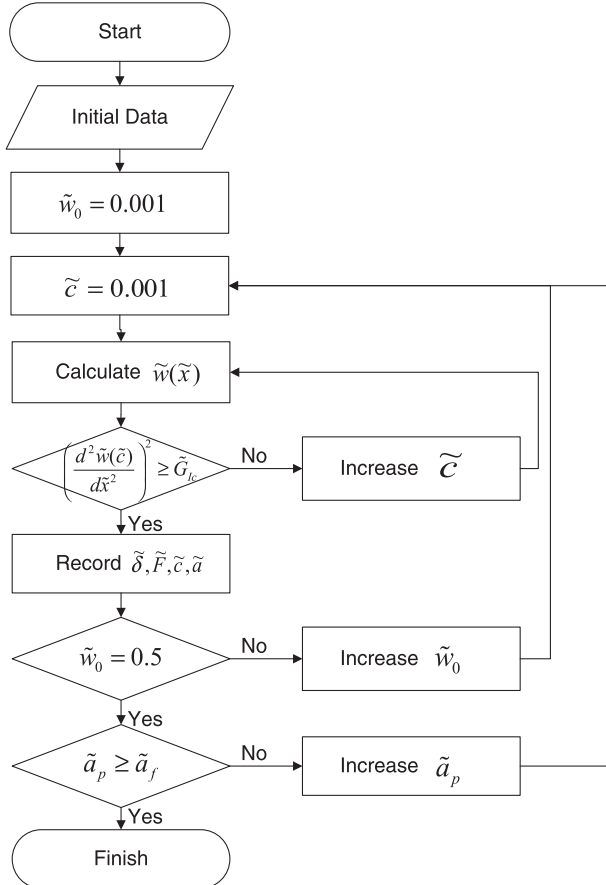 Start
Initial Data
w̃₀ = 0.001
c̃ = 0.001
Calculate w̃(x̃)
(d²w̃(c̃)/dx̃²)² ≥ G̃_Ic
No
Increase c̃
Yes
Record δ̃, F̃, c̃, ã
w̃₀ = 0.5
No
Increase w̃₀
Yes
ã_p ≥ ã_f
No
Increase ã_p
Yes
Finish